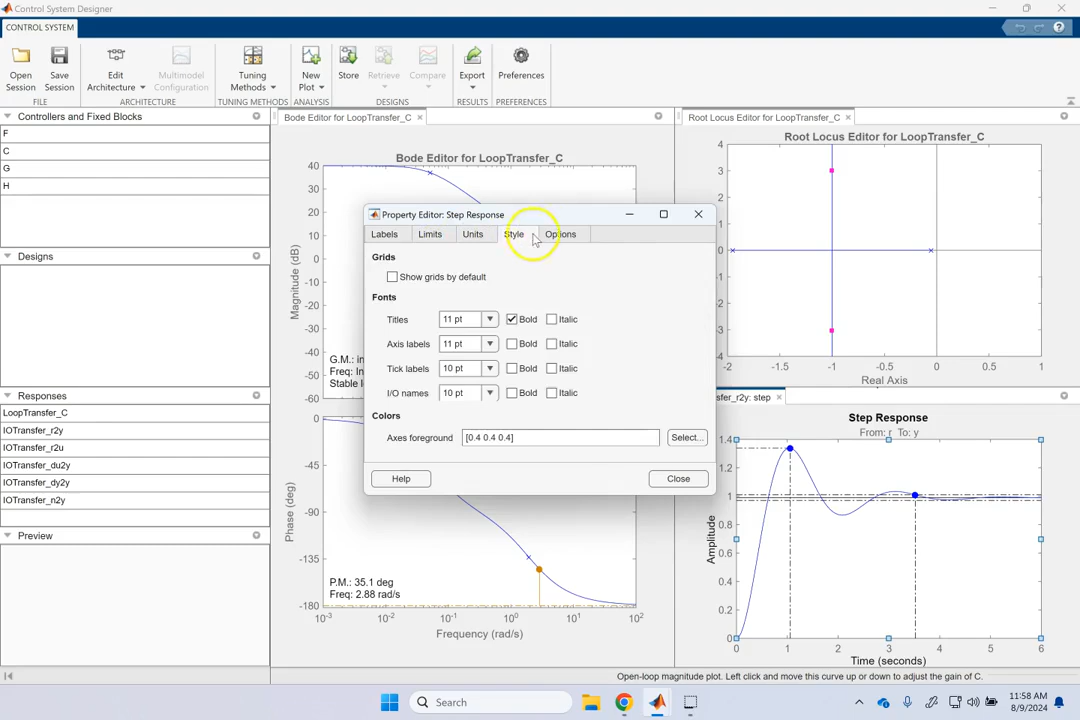 Control System Designer
CONTROL SYSTEM
Open Session
Save Session
Edit Architecture
Multimodel Configuration
Tuning Methods
New Plot
Store
Retrieve
Compare
Export
Preferences
FILE
ARCHITECTURE
TUNING METHODS
ANALYSIS
DESIGNS
RESULTS
PREFERENCES
Controllers and Fixed Blocks
F
C
G
H
Designs
Responses
LoopTransfer_C
IOTransfer_r2y
IOTransfer_r2u
IOTransfer_du2y
IOTransfer_dy2y
IOTransfer_n2y
Preview
Bode Editor for LoopTransfer_C
Bode Editor for LoopTransfer_C
Magnitude (dB)
40
30
20
10
0
-10
-20
-30
-40
-50
-60
G.M.: in
Freq: In
Stable l
Phase (deg)
0
-45
-90
-135
-180
P.M.: 35.1 deg
Freq: 2.88 rad/s
10-3
10-2
10-1
100
101
102
Frequency (rad/s)
Root Locus Editor for LoopTransfer_C
Root Locus Editor for LoopTransfer_C
4
3
2
1
0
-1
-2
-3
-4
-2
-1
0
1
Real Axis
sfer_r2y: step
Step Response
From: r To: y
Amplitude
1.4
1.2
1
0.8
0.6
0.4
0.2
0
0 1 2 3 4 5 6
Time (seconds)
Property Editor: Step Response
Labels
Limits
Units
Style
Options
Grids
Show grids by default
Fonts
Titles 11 pt Bold Italic
Axis labels 11 pt Bold Italic
Tick labels 10 pt Bold Italic
I/O names 10 pt Bold Italic
Colors
Axes foreground [0.4 0.4 0.4] Select...
Help
Close
Open-loop magnitude plot. Left click and move this curve up or down to adjust the gain of C.
Search
11:58 AM
8/9/2024